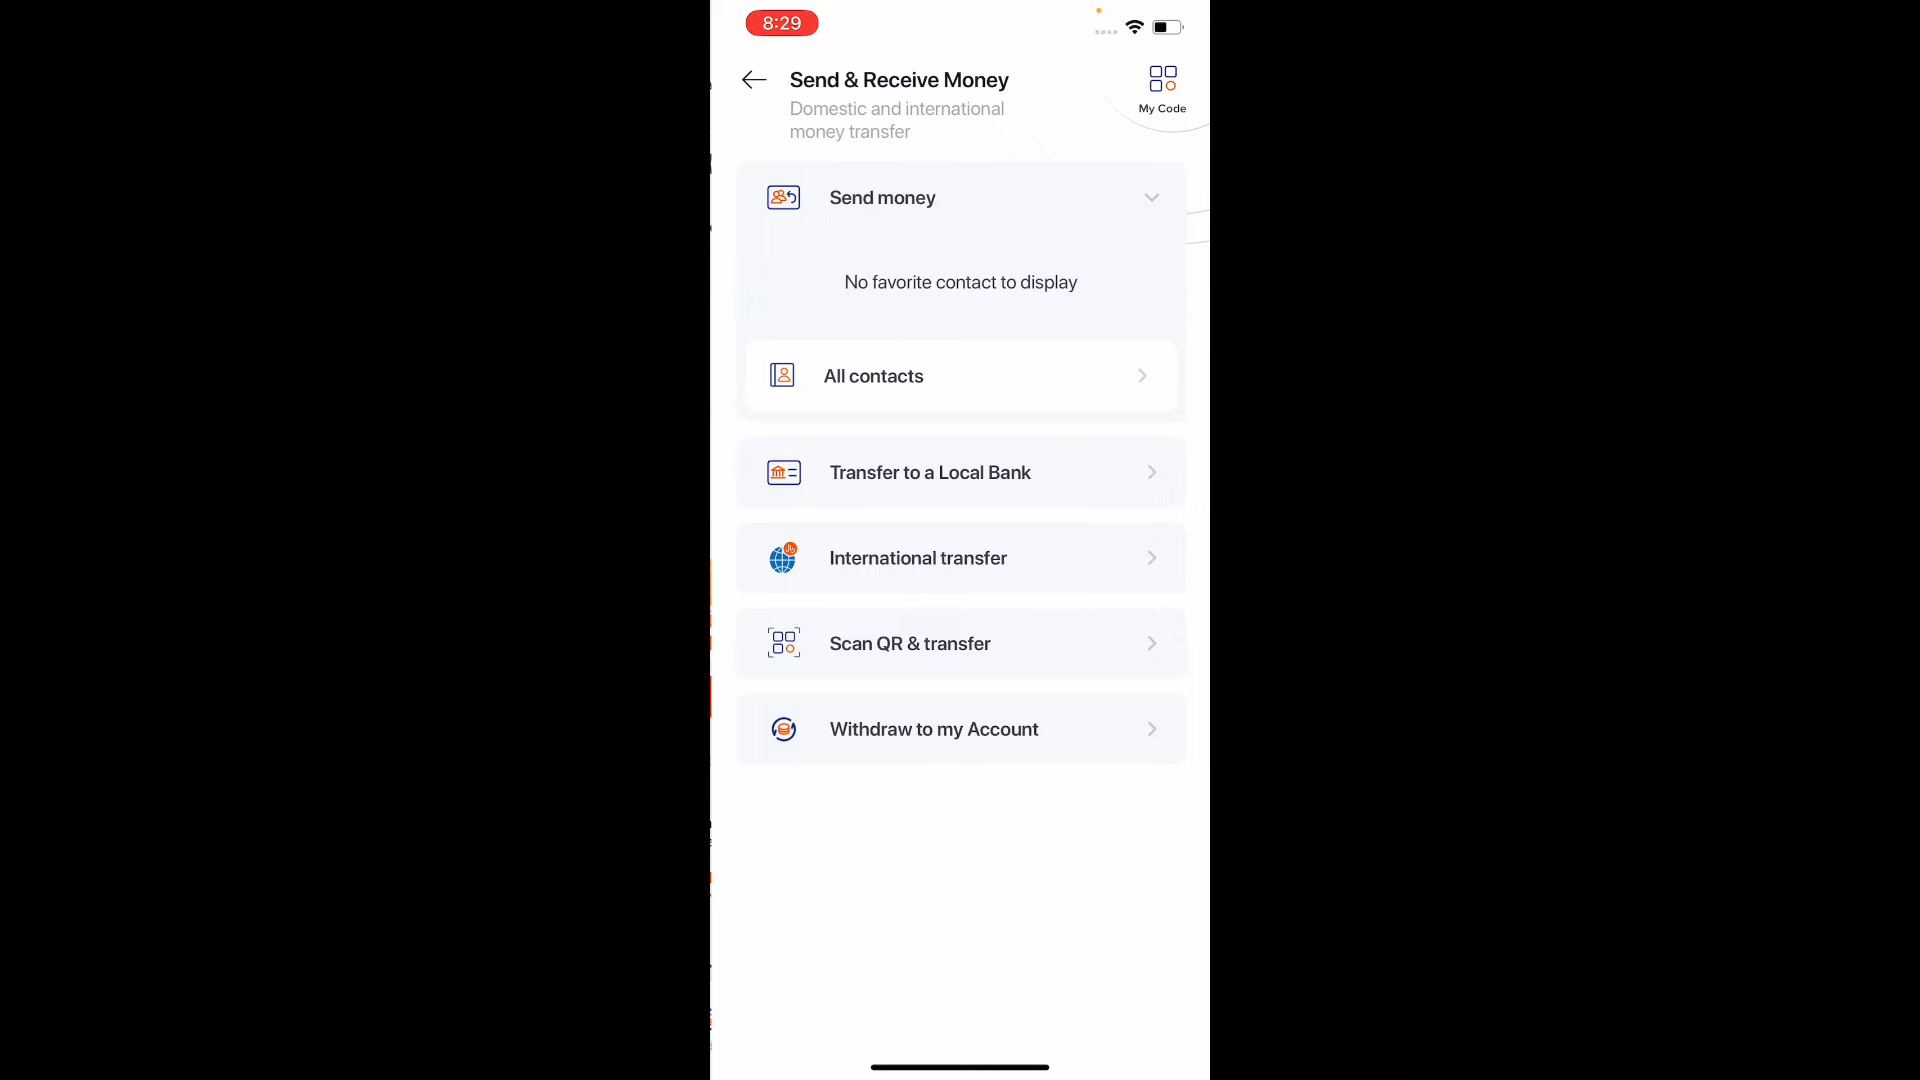 8:29
Send & Receive Money
Domestic and international
money transfer
My Code
Send money
No favorite contact to display
All contacts
Transfer to a Local Bank
International transfer
Scan QR & transfer
Withdraw to my Account